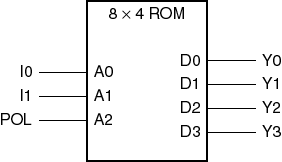 8 × 4 ROM
D0 Y0
I0 A0
D1 Y1
I1 A1
D2 Y2
POL A2
D3 Y3